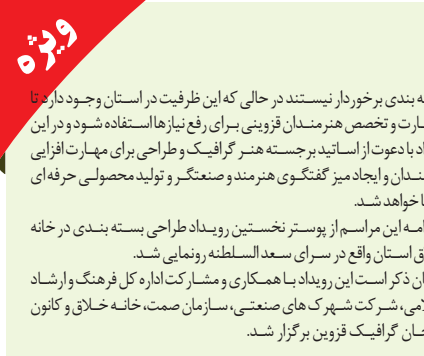 ویژه
ه بندی برخوردار نیستند در حالی که این ظرفیت در استان وجود دارد تا
ارت و تخصص هنرمندان قزوینی برای رفع نیازها استفاده شود و در این
اد با دعوت از اساتید برجسته هنر گرافیک و طراحی برای مهارت افزایی
ندان و ایجاد میز گفتگوی هنرمند و صنعتگر و تولید محصولی حرفه ای
ا خواهد شد.
امه این مراسم از پوستر نخستین رویداد طراحی بسته بندی در خانه
ق استان واقع در سرای سعد السلطنه رونمایی شد.
ان ذکر است این رویداد با همکاری و مشارکت اداره کل فرهنگ و ارشاد
لامی، شرکت شهرک های صنعتی، سازمان صمت، خانه خلاق و کانون
حان گرافیک قزوین برگزار شد.